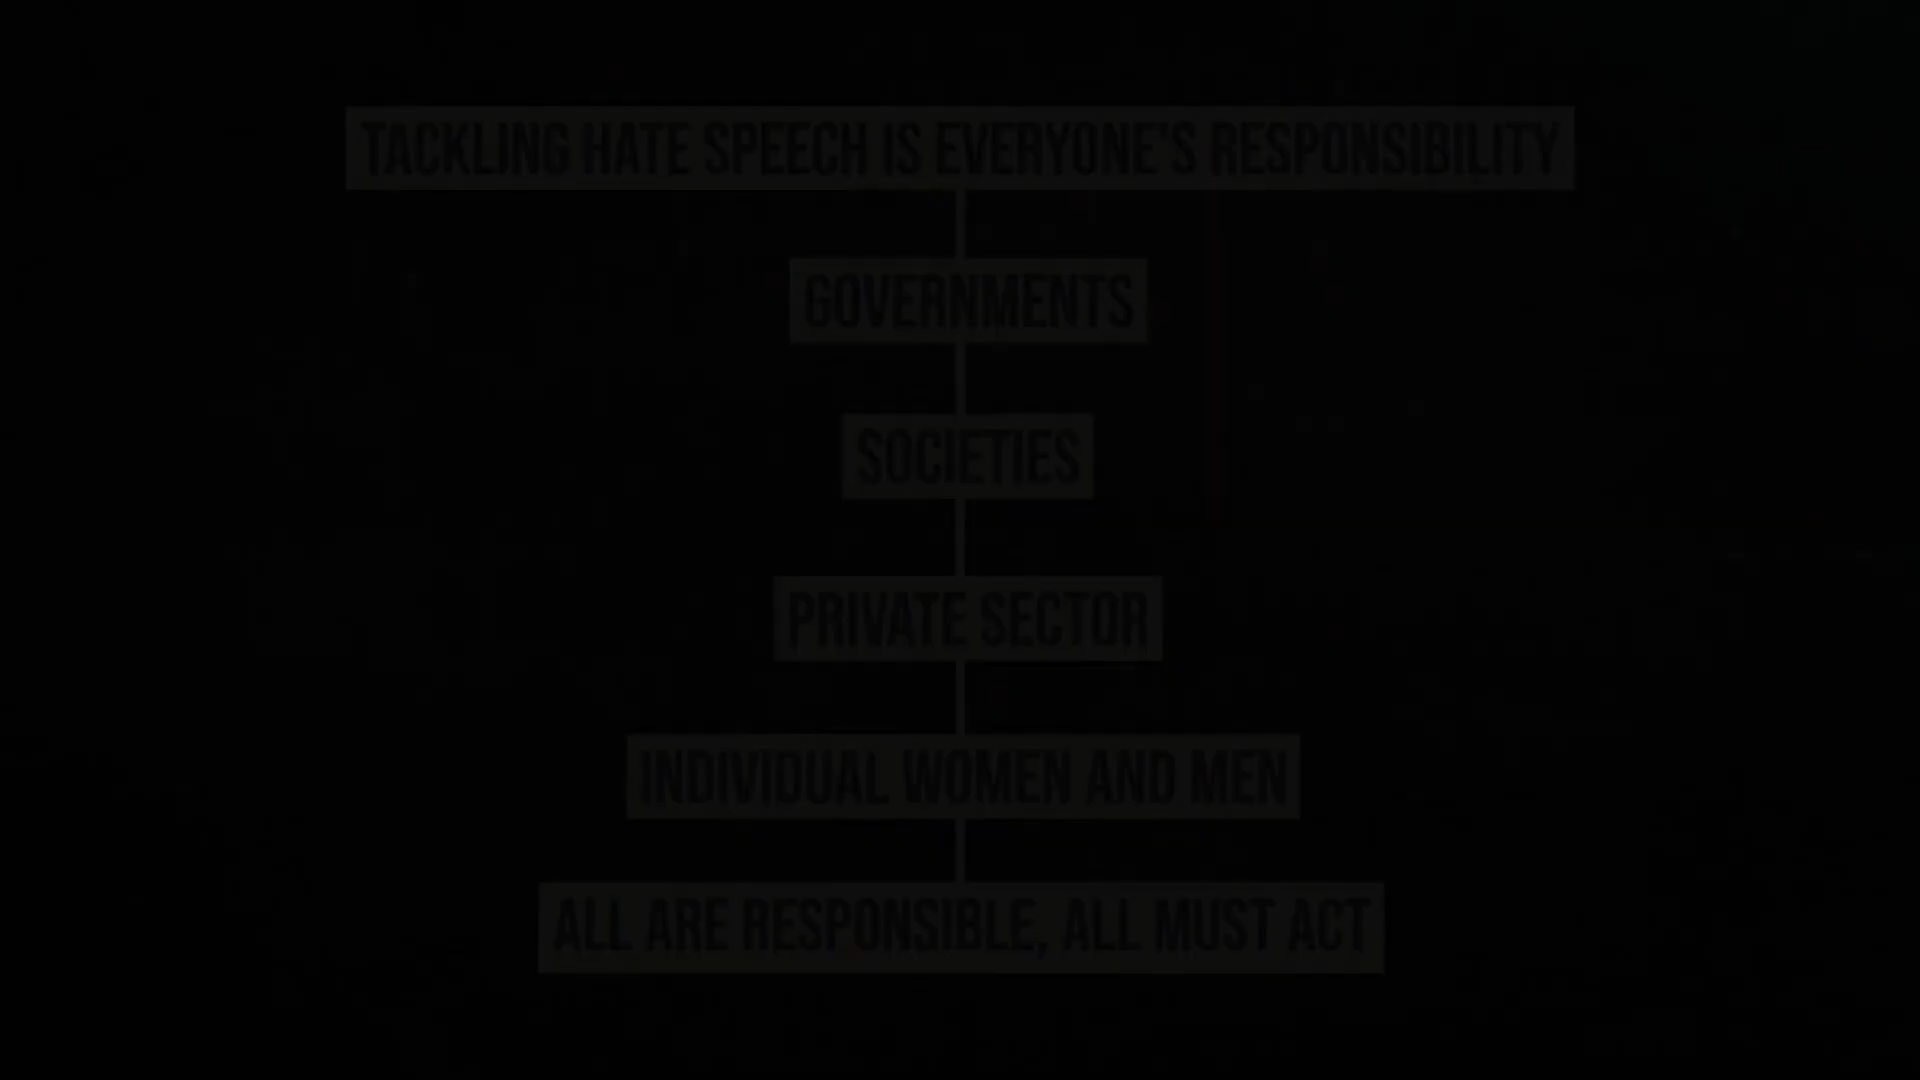 TACKLING HATE SPEECH IS EVERYONE'S RESPONSIBILITY
GOVERNMENTS
SOCIETIES
PRIVATE SECTOR
INDIVIDUAL WOMEN AND MEN
ALL ARE RESPONSIBLE, ALL MUST ACT